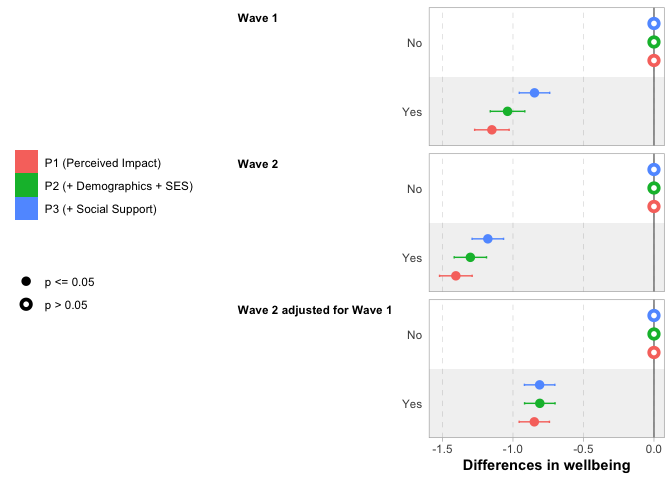 Wave 1
No
Yes
P1 (Perceived Impact)
P2 (+ Demographics + SES)
P3 (+ Social Support)
Wave 2
No
Yes
p <= 0.05
p > 0.05
Wave 2 adjusted for Wave 1
No
Yes
-1.5 -1.0 -0.5 0.0
Differences in wellbeing